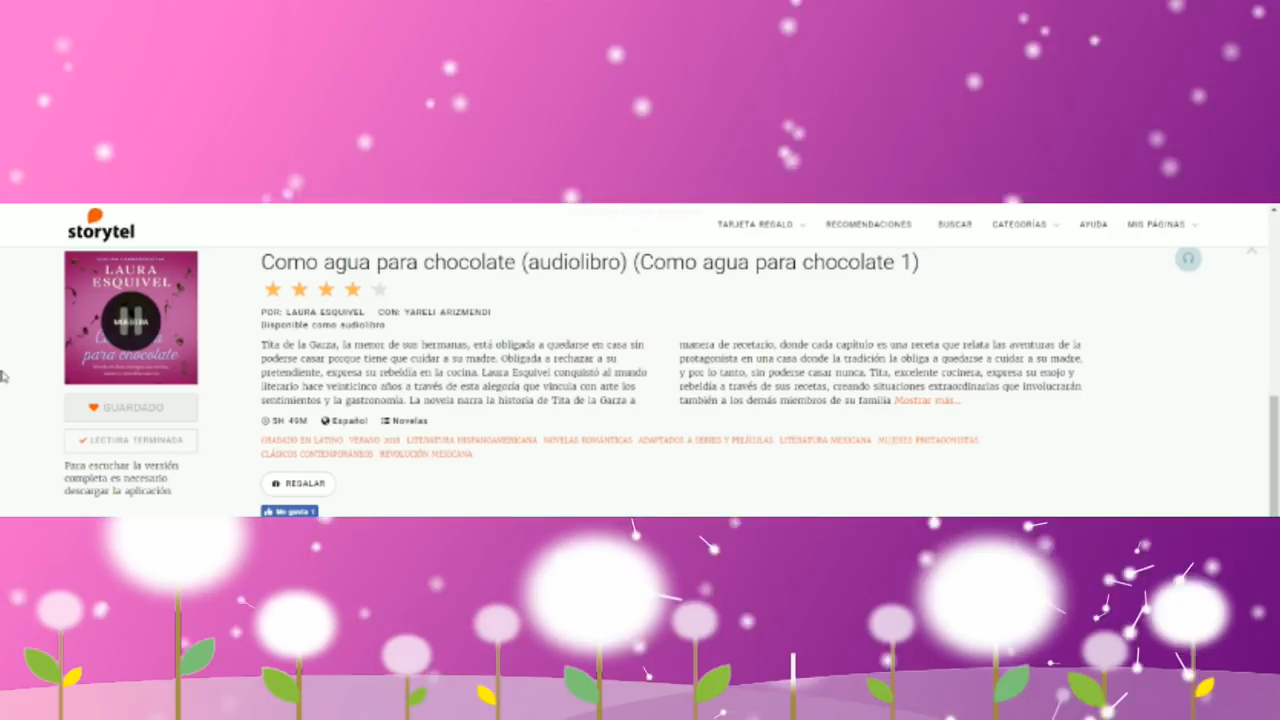 storytel
TARJETA REGALO RECOMENDACIONES BUSCAR CATEGORÍAS AYUDA MIS PÁGINAS
LAURA
ESQUIVEL
MUESTRA
para chocolate
GUARDADO
LECTURA TERMINADA
Para escuchar la versión
completa es necesario
descargar la aplicación
Como agua para chocolate (audiolibro) (Como agua para chocolate 1)
POR: LAURA ESQUIVEL CON: YARELI ARIZMENDI
Disponible como audiolibro
Tita de la Garza, la menor de sus hermanas, está obligada a quedarse en casa sin
poderse casar porque tiene que cuidar a su madre. Obligada a rechazar a su
pretendiente, expresa su rebeldía en la cocina. Laura Esquivel conquistó al mundo
literario hace veinticinco años a través de esta alegoría que vincula con arte los
sentimientos y la gastronomía. La novela narra la historia de Tita de la Garza a
manera de recetario, donde cada capítulo es una receta que relata las aventuras de la
protagonista en una casa donde la tradición la obliga a quedarse a cuidar a su madre,
y por lo tanto, sin poderse casar nunca. Tita, excelente cocinera, expresa su enojo y
rebeldía a través de sus recetas, creando situaciones extraordinarias que involucrarán
también a los demás miembros de su familia Mostrar más...
5H 49M Español Novelas
GRABADO EN LATINO VERANO 2018 LITERATURA HISPANOAMERICANA NOVELAS ROMÁNTICAS ADAPTADOS A SERIES Y PELÍCULAS LITERATURA MEXICANA MUJERES PROTAGONISTAS
CLÁSICOS CONTEMPORÁNEOS REVOLUCIÓN MEXICANA
REGALAR
Me gusta 1